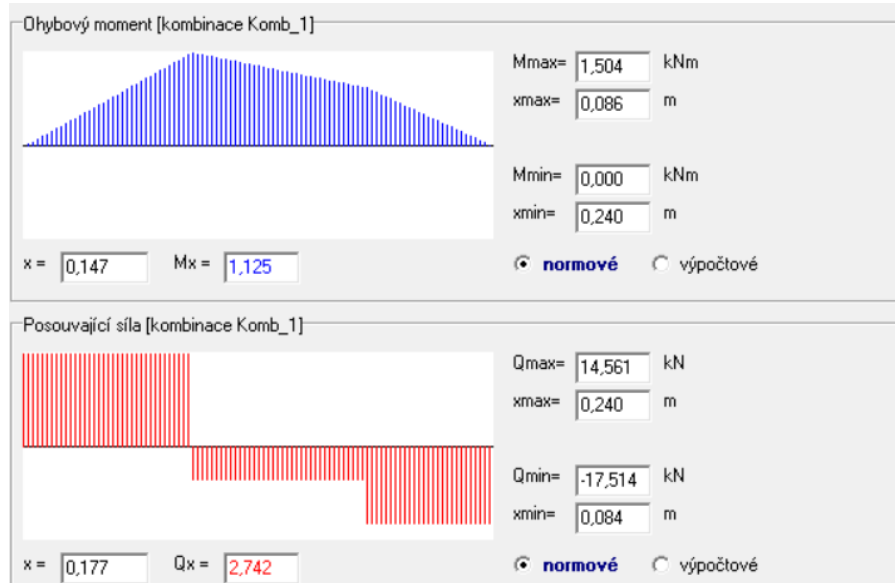 Ohybový moment [kombinace Komb_1]
Mmax= 1,504 kNm
xmax= 0,086 m
Mmin= 0,000 kNm
xmin= 0,240 m
x = 0,147 Mx = 1,125 normové výpočtové
Posouvající síla [kombinace Komb_1]
Qmax= 14,561 kN
xmax= 0,240 m
Qmin= -17,514 kN
xmin= 0,084 m
x = 0,177 Qx = 2,742 normové výpočtové